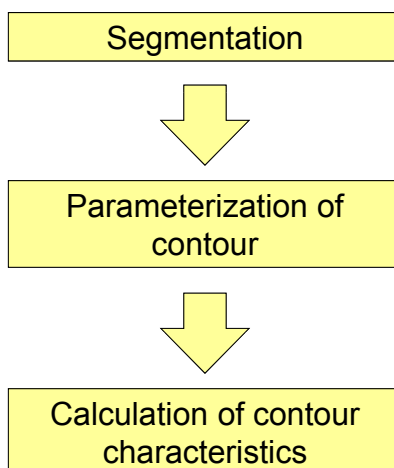 Segmentation
Parameterization of
contour
Calculation of contour
characteristics